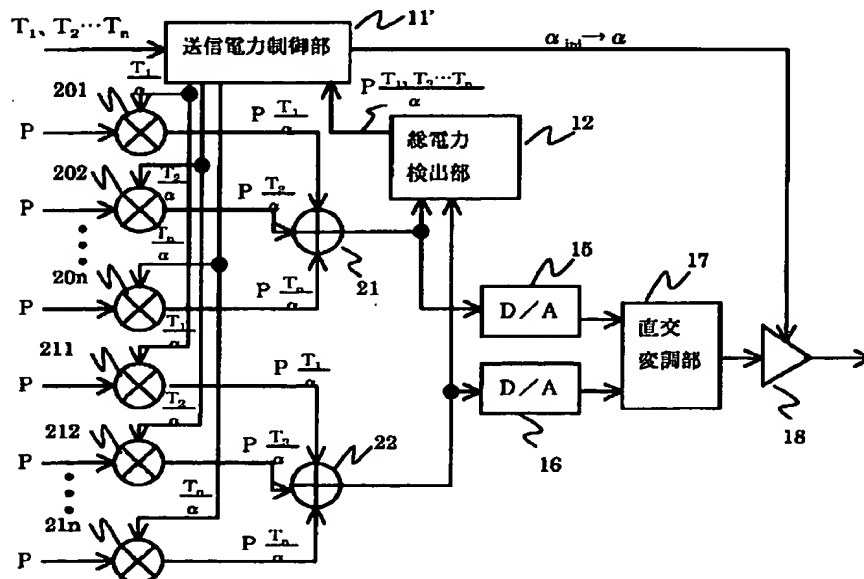 T₁、T₂…Tₙ
送信電力制御部
11'
α_ini→α
T₁/α
201
P
P T₁/α
P T₁, T₂…Tₙ/α
総電力
検出部
12
202
T₂/α
P
P T₂/α
21
20n
Tₙ/α
P
P Tₙ/α
15
D/A
17
直交
変調部
18
211
T₁/α
P
P T₁/α
D/A
16
212
T₂/α
P
P T₂/α
22
21n
Tₙ/α
P
P Tₙ/α